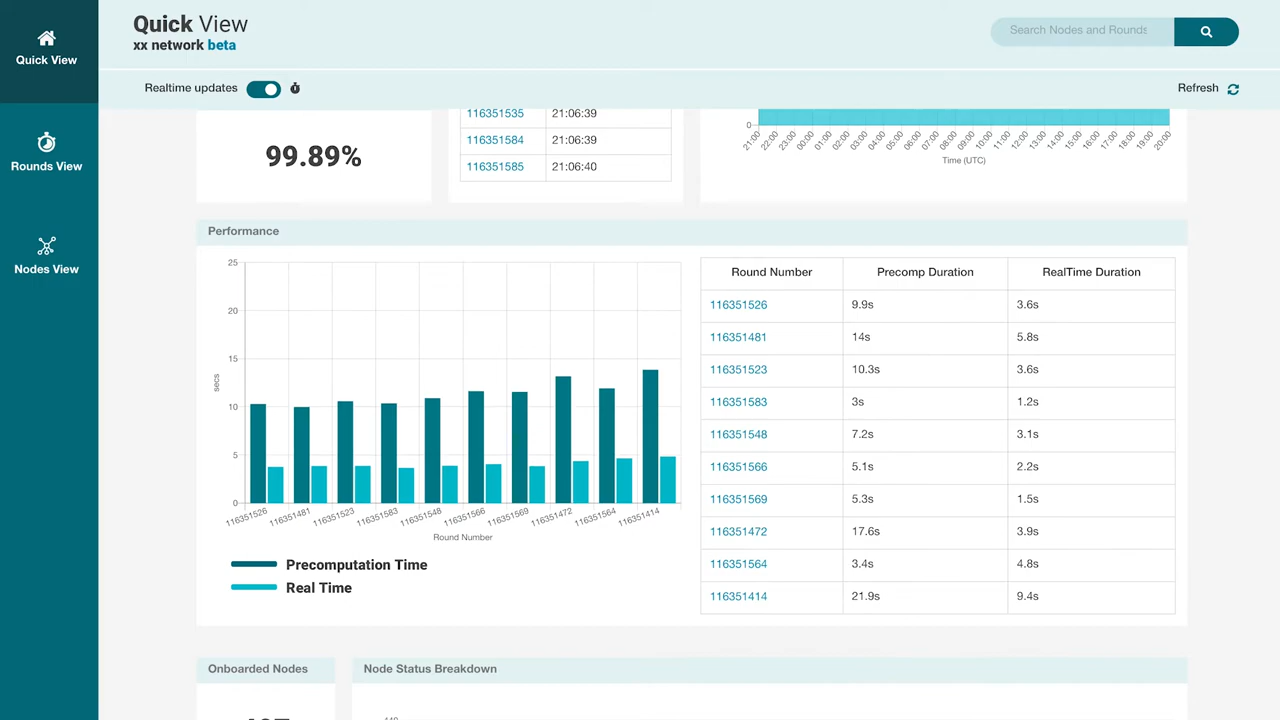 Quick View
xx network beta
Search Nodes and Rounds
Quick View
Rounds View
Nodes View
Realtime updates
Refresh
99.89%
116351535 21:06:39
116351584 21:06:39
116351585 21:06:40
0
21:00 22:00 23:00 00:00 01:00 02:00 03:00 04:00 05:00 06:00 07:00 08:00 09:00 10:00 11:00 12:00 13:00 14:00 15:00 16:00 17:00 18:00 19:00 20:00
Time (UTC)
Performance
25
20
15
10
5
0
secs
116351526 116351481 116351523 116351583 116351548 116351566 116351569 116351472 116351564 116351414
Round Number
Precomputation Time
Real Time
Round Number Precomp Duration RealTime Duration
116351526 9.9s 3.6s
116351481 14s 5.8s
116351523 10.3s 3.6s
116351583 3s 1.2s
116351548 7.2s 3.1s
116351566 5.1s 2.2s
116351569 5.3s 1.5s
116351472 17.6s 3.9s
116351564 3.4s 4.8s
116351414 21.9s 9.4s
Onboarded Nodes
Node Status Breakdown